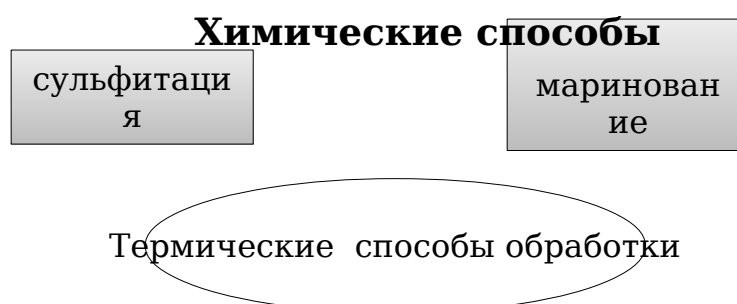 Химические способы
сульфитаци
я
маринован
ие
Термические способы обработки